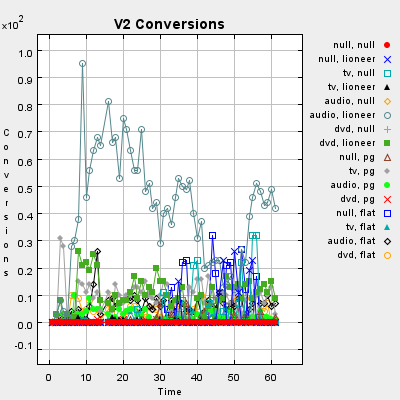 V2 Conversions
x10²
Conversions
1.0
0.9
0.8
0.7
0.6
0.5
0.4
0.3
0.2
0.1
0.0
-0.1
0 10 20 30 40 50 60
Time
null, null
null, lioneer
tv, null
tv, lioneer
audio, null
audio, lioneer
dvd, null
dvd, lioneer
null, pg
tv, pg
audio, pg
dvd, pg
null, flat
tv, flat
audio, flat
dvd, flat